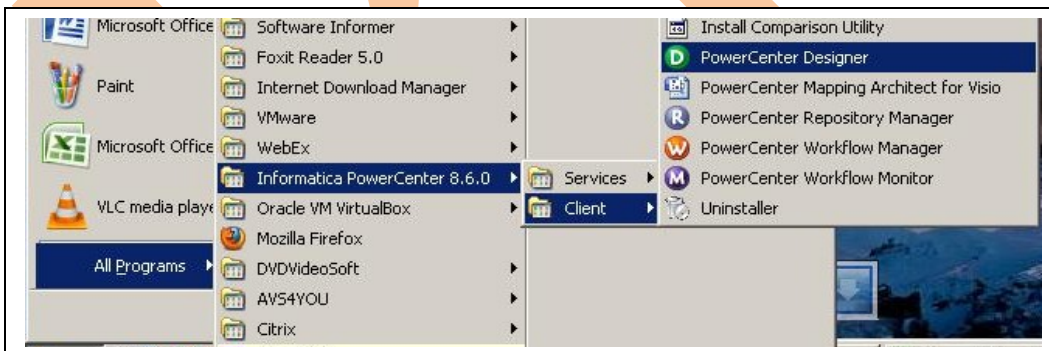 Microsoft Office
Paint
Microsoft Office
VLC media playe
All Programs
Software Informer
Foxit Reader 5.0
Internet Download Manager
VMware
WebEx
Informatica PowerCenter 8.6.0
Oracle VM VirtualBox
Mozilla Firefox
DVDVideoSoft
AVS4YOU
Citrix
Services
Client
Install Comparison Utility
PowerCenter Designer
PowerCenter Mapping Architect for Visio
PowerCenter Repository Manager
PowerCenter Workflow Manager
PowerCenter Workflow Monitor
Uninstaller